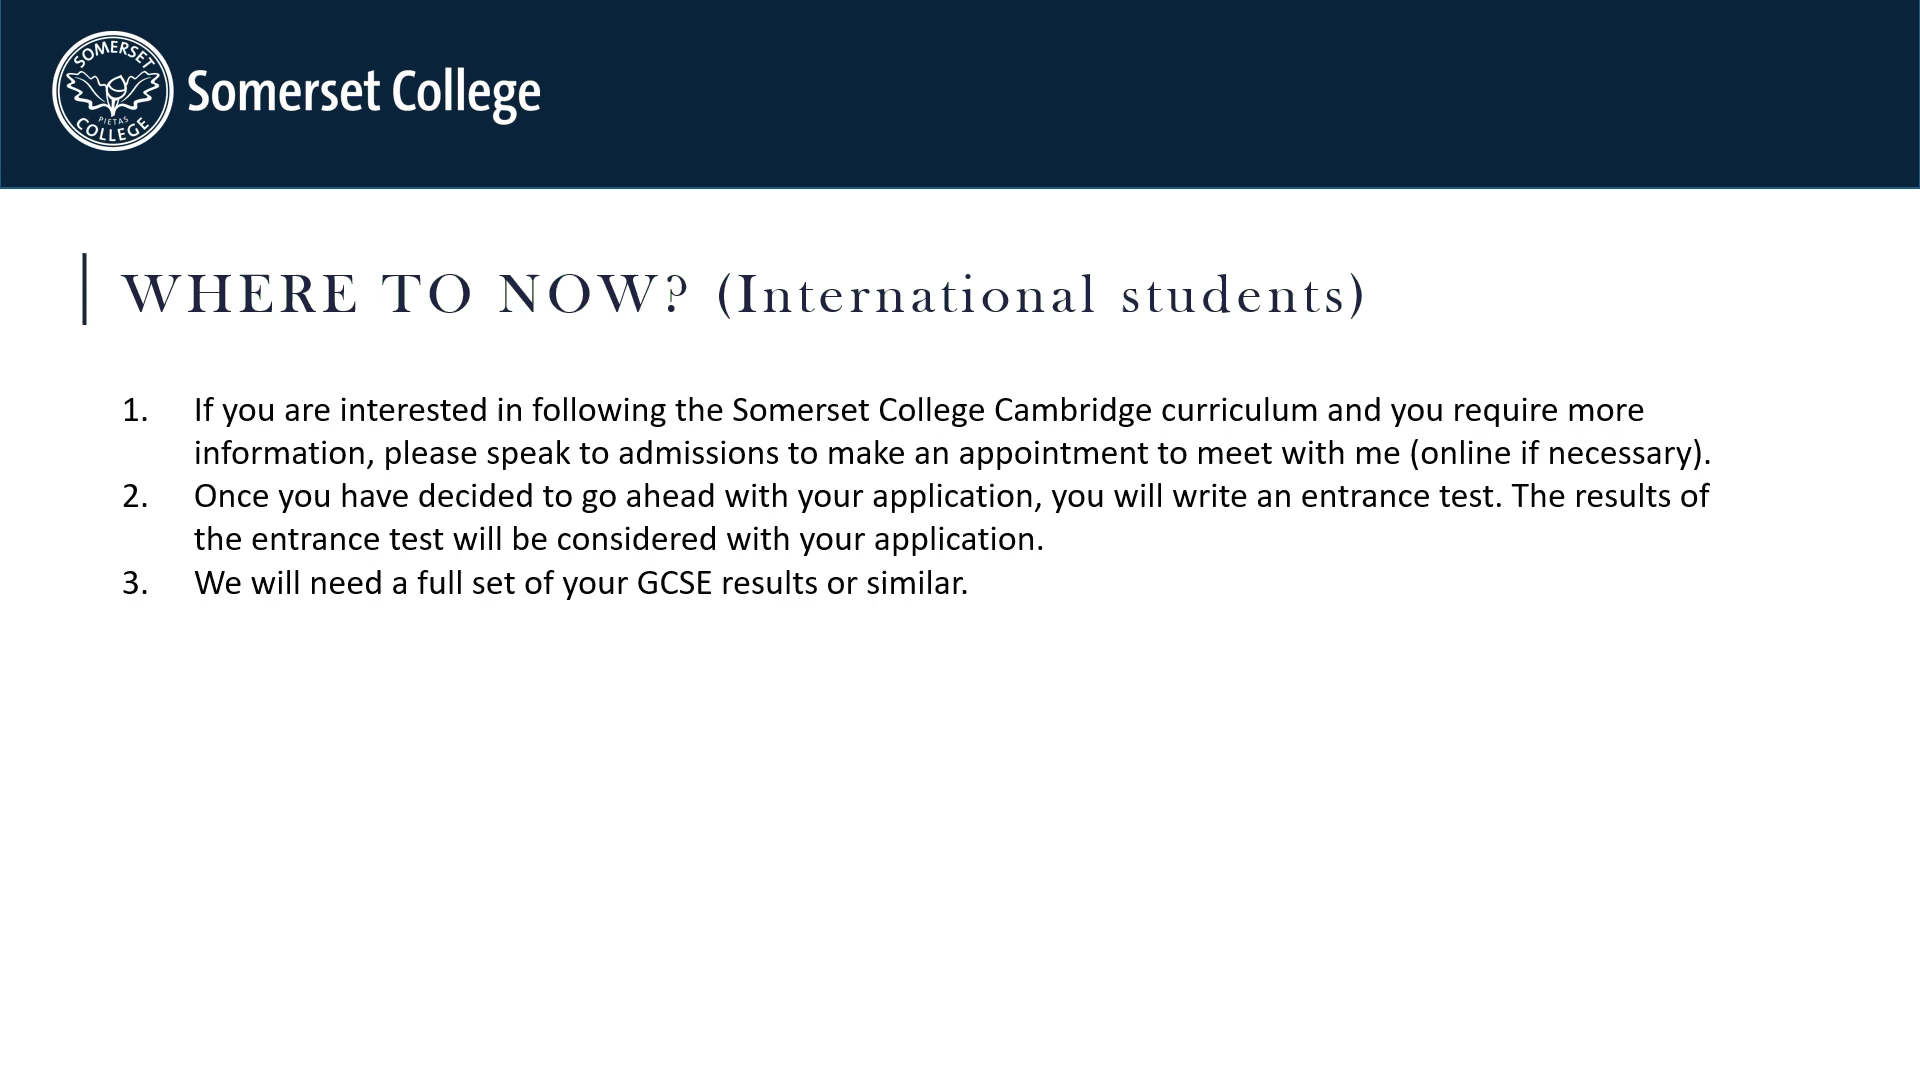 SOMERSET
PIETAS
COLLEGE
Somerset College
WHERE TO NOW? (International students)
1. If you are interested in following the Somerset College Cambridge curriculum and you require more
information, please speak to admissions to make an appointment to meet with me (online if necessary).
2. Once you have decided to go ahead with your application, you will write an entrance test. The results of
the entrance test will be considered with your application.
3. We will need a full set of your GCSE results or similar.